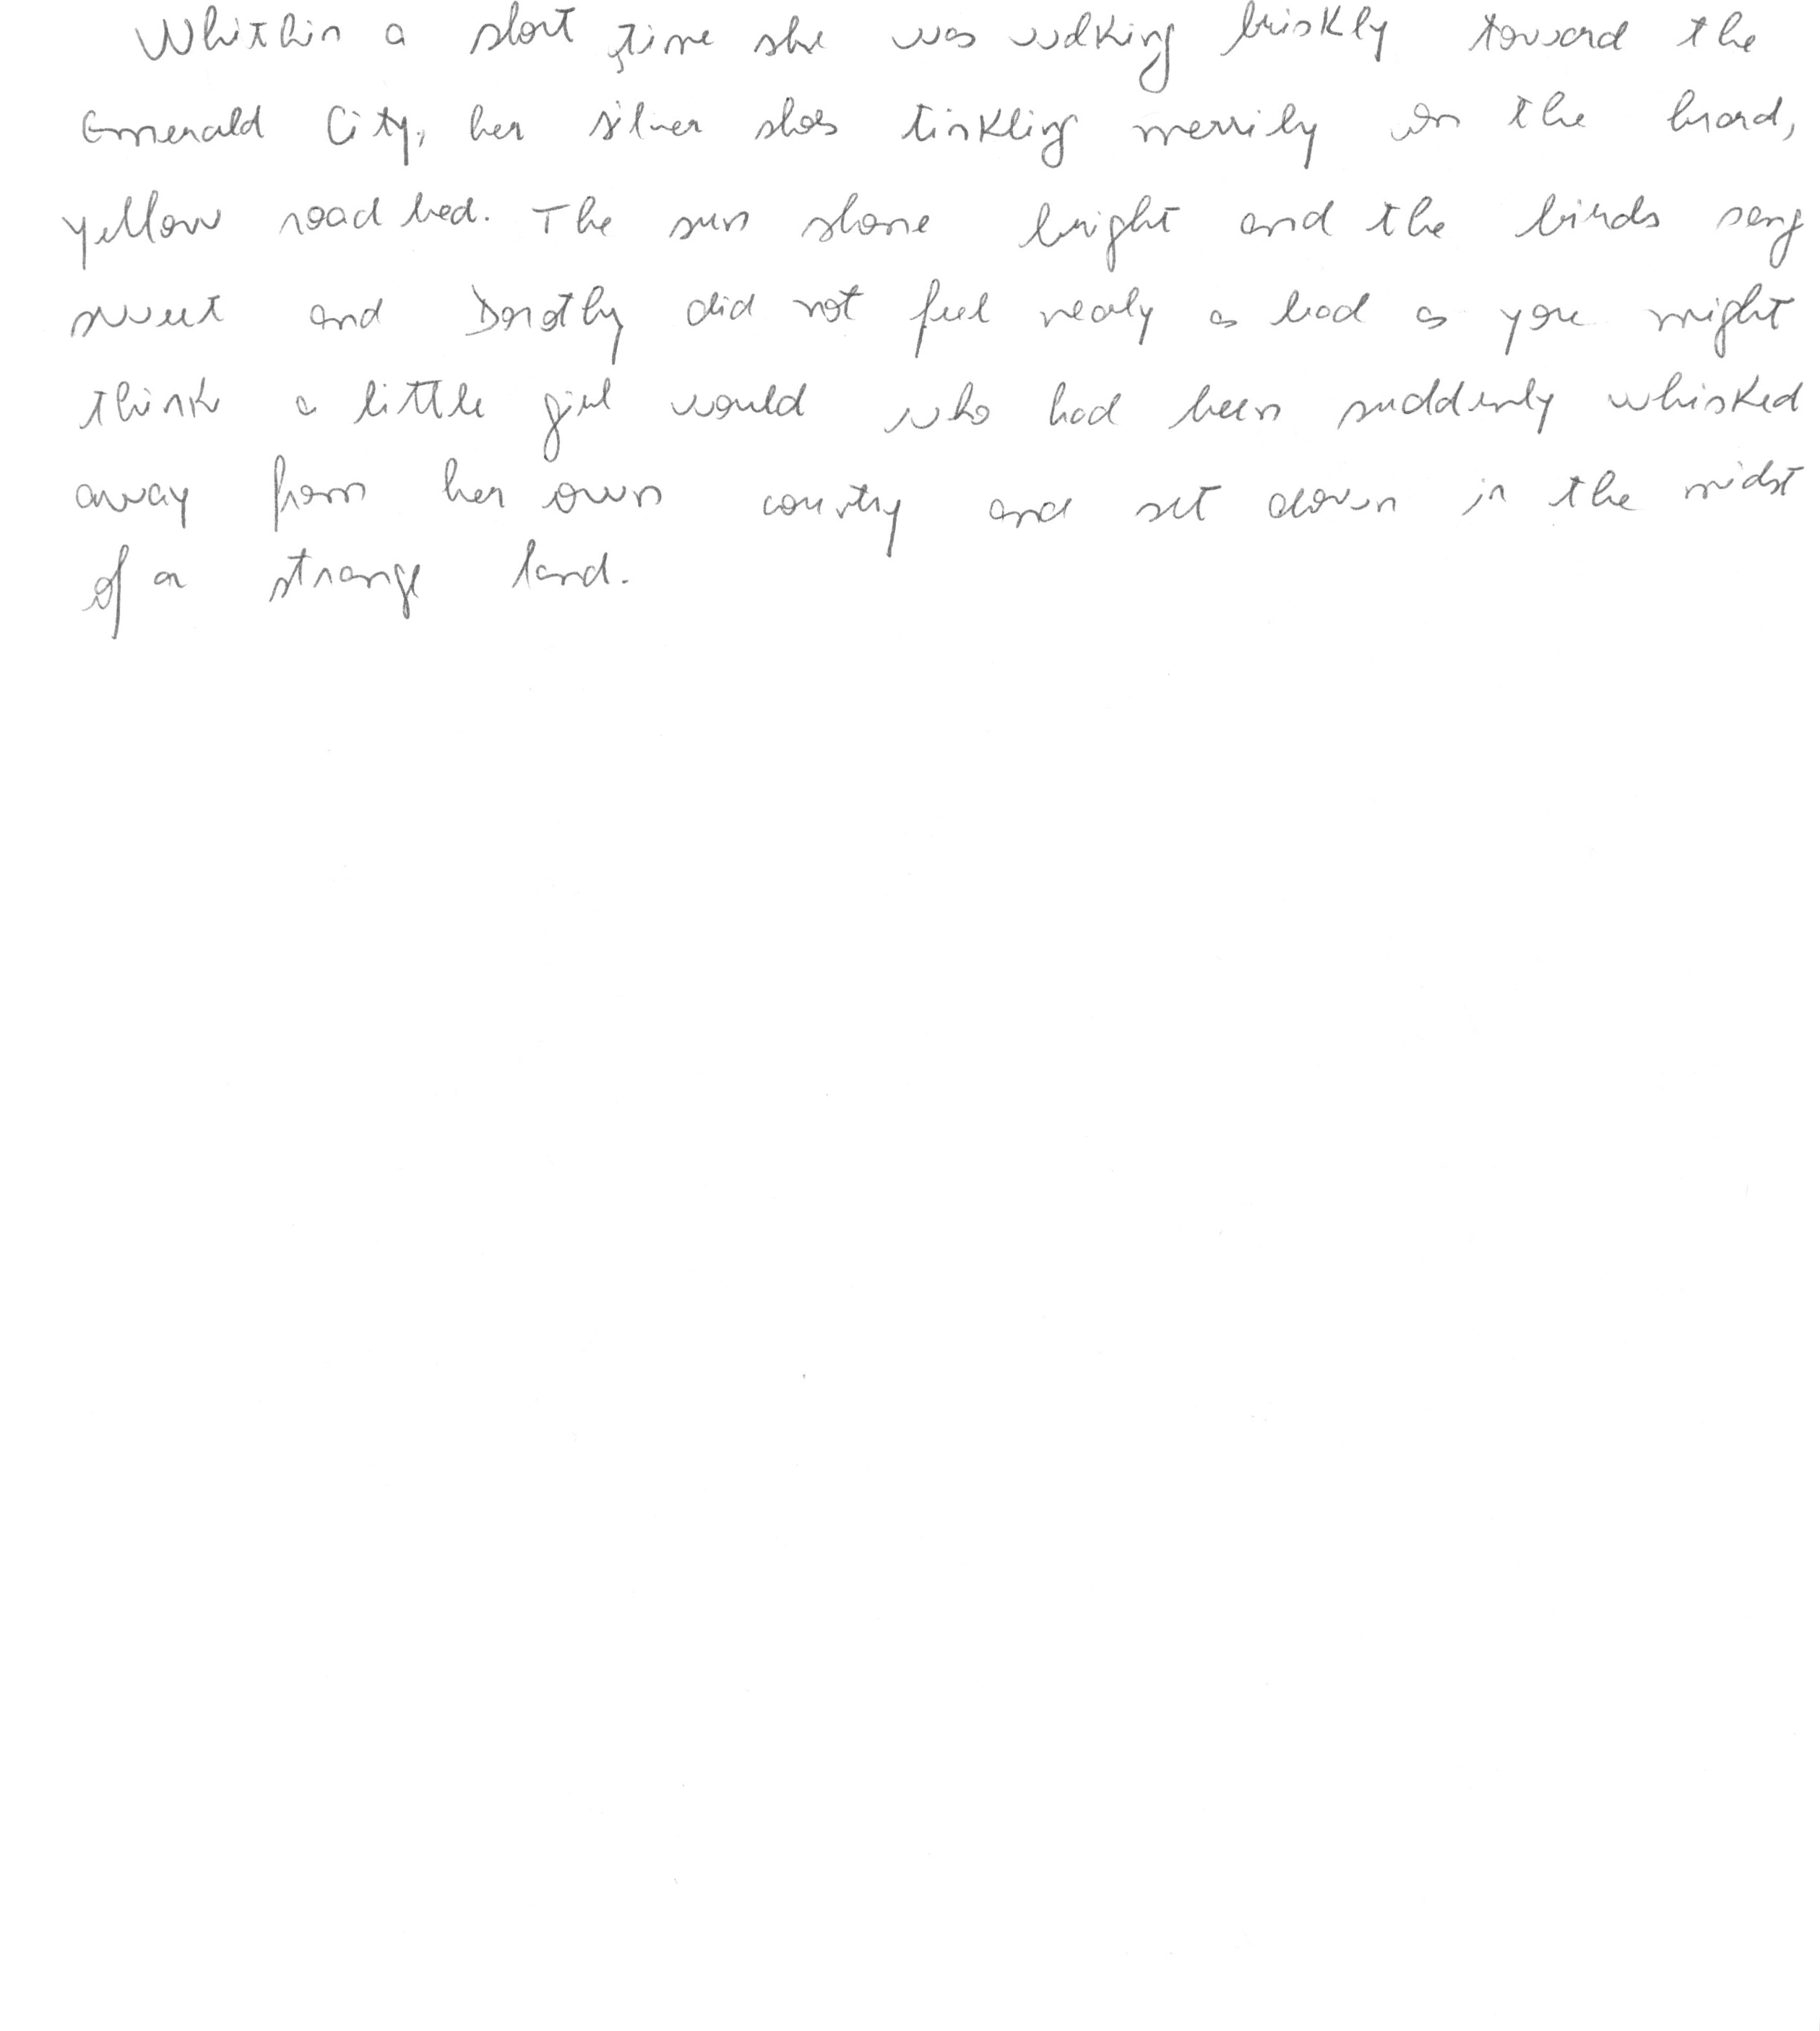 Whithin a short time she was walking briskly toward the
Emerald City, her silver shoes tinkling merrily on the hard,
yellow road bed. The sun shone bright and the birds sang
sweet and Dorothy did not feel nearly as bad as you might
think a little girl would who had been suddenly whisked
away from her own country and set down in the midst
of a strange land.